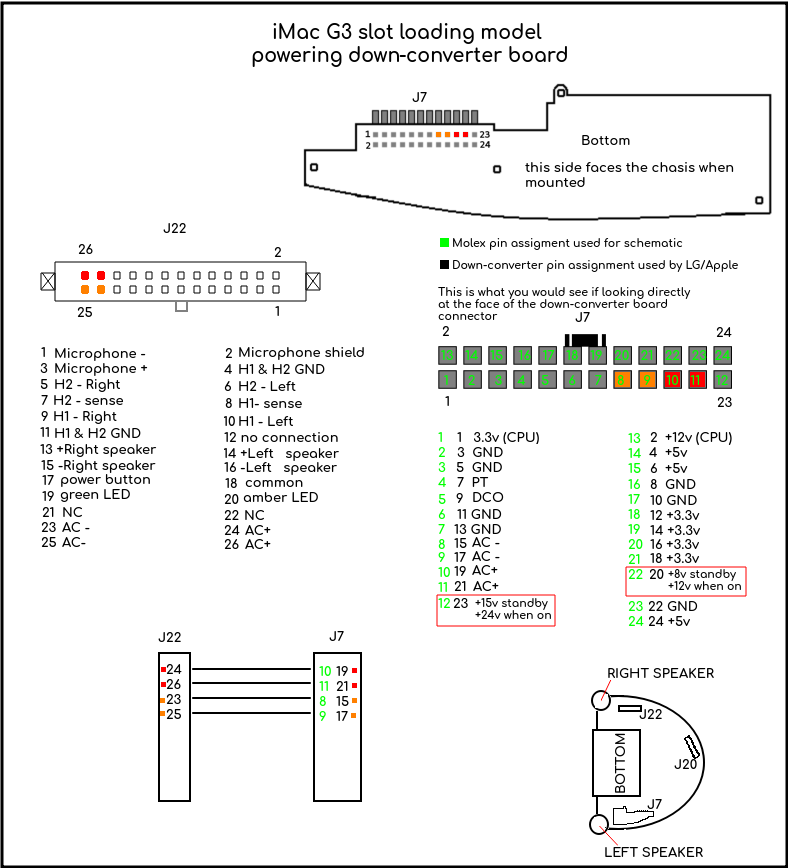 iMac G3 slot loading model
powering down-converter board
J7
1 23
2 24
Bottom
this side faces the chasis when
mounted
J22
26 2
25 1
Molex pin assigment used for schematic
Down-converter pin assignment used by LG/Apple
This is what you would see if looking directly
at the face of the down-converter board
connector
J7
2 24
13 14 15 16 17 18 19 20 21 22 23 24
1 2 3 4 5 6 7 8 9 10 11 12
1 23
1 Microphone -
3 Microphone +
5 H2 - Right
7 H2 - sense
9 H1 - Right
11 H1 & H2 GND
13 +Right speaker
15 -Right speaker
17 power button
19 green LED
21 NC
23 AC -
25 AC-
2 Microphone shield
4 H1 & H2 GND
6 H2 - Left
8 H1- sense
10 H1 - Left
12 no connection
14 +Left speaker
16 -Left speaker
18 common
20 amber LED
22 NC
24 AC+
26 AC+
1 1 3.3v (CPU)
2 3 GND
3 5 GND
4 7 PT
5 9 DCO
6 11 GND
7 13 GND
8 15 AC -
9 17 AC -
10 19 AC+
11 21 AC+
12 23 +15v standby
+24v when on
13 2 +12v (CPU)
14 4 +5v
15 6 +5v
16 8 GND
17 10 GND
18 12 +3.3v
19 14 +3.3v
20 16 +3.3v
21 18 +3.3v
22 20 +8v standby
+12v when on
23 22 GND
24 24 +5v
J22 J7
24 10 19
26 11 21
23 8 15
25 9 17
RIGHT SPEAKER
J22
BOTTOM
J20
J7
LEFT SPEAKER